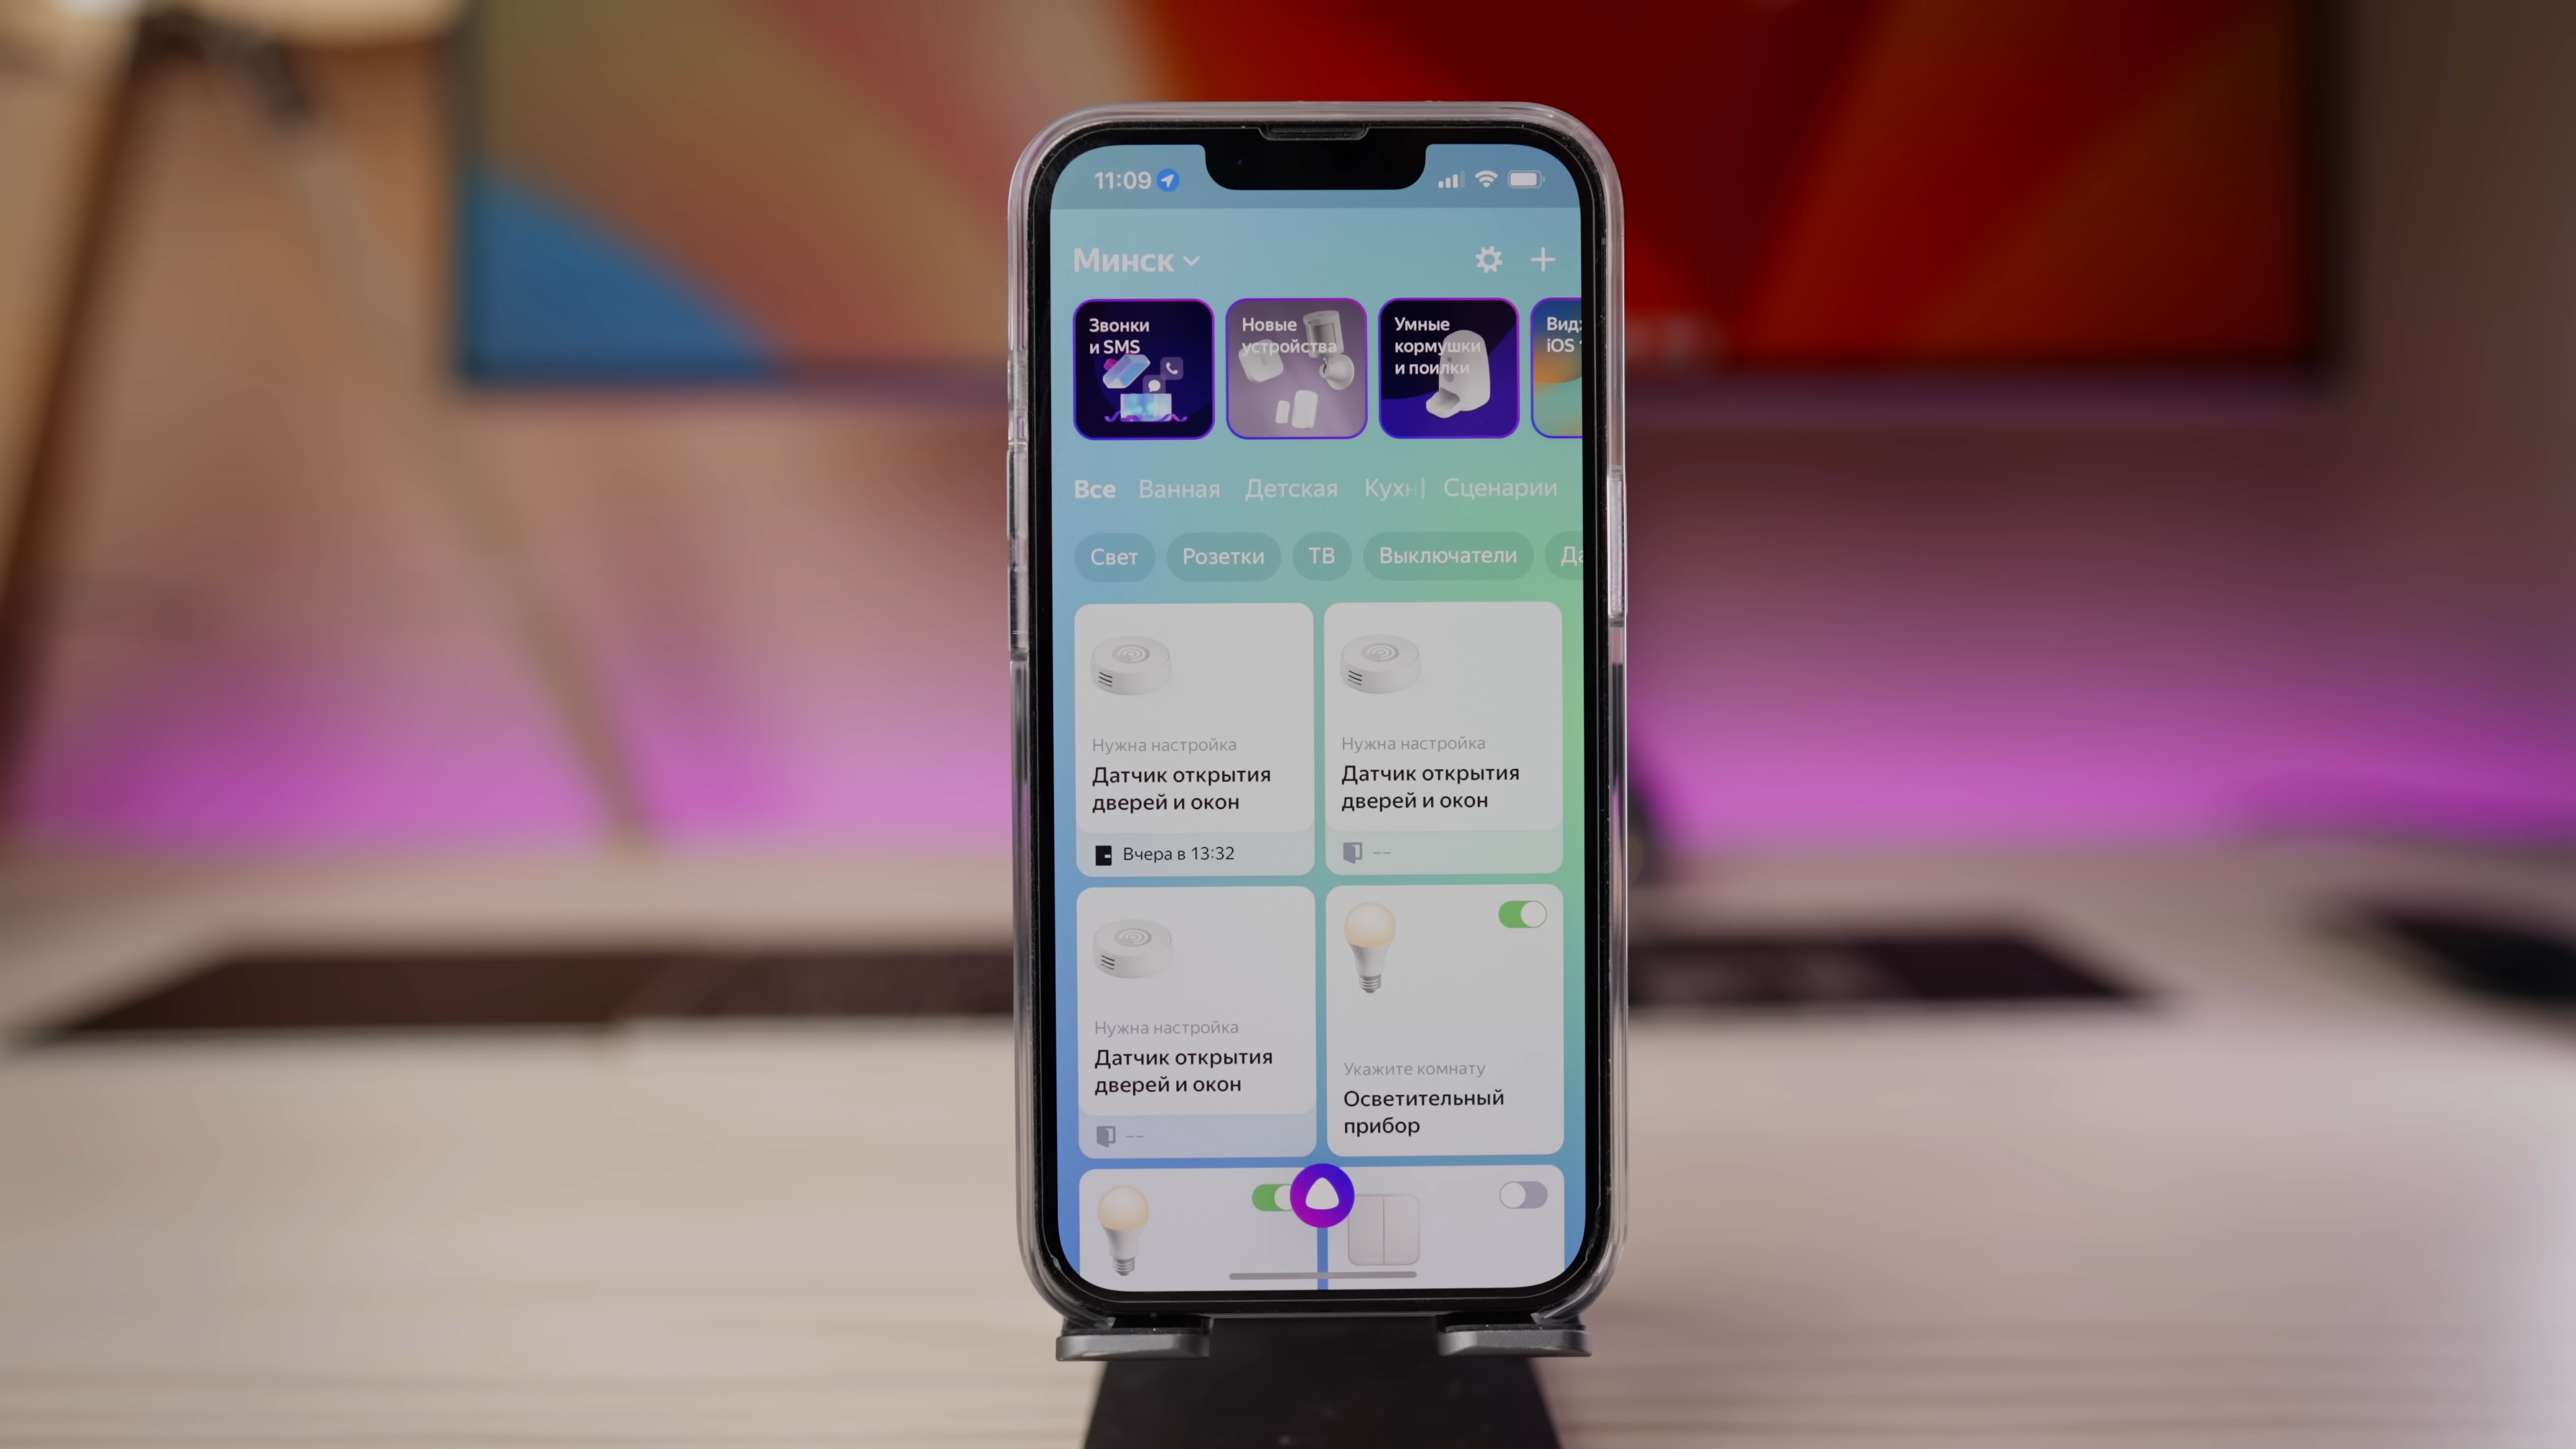 11:09
Минск
Звонки
и SMS
Новые
устройства
Умные
кормушки
и поилки
iOS
Все Ванная Детская Кухн Сценарии
Свет Розетки ТВ Выключатели
Нужна настройка
Датчик открытия
дверей и окон
Вчера в 13:32
Нужна настройка
Датчик открытия
дверей и окон
--
Нужна настройка
Датчик открытия
дверей и окон
--
Укажите комнату
Осветительный
прибор